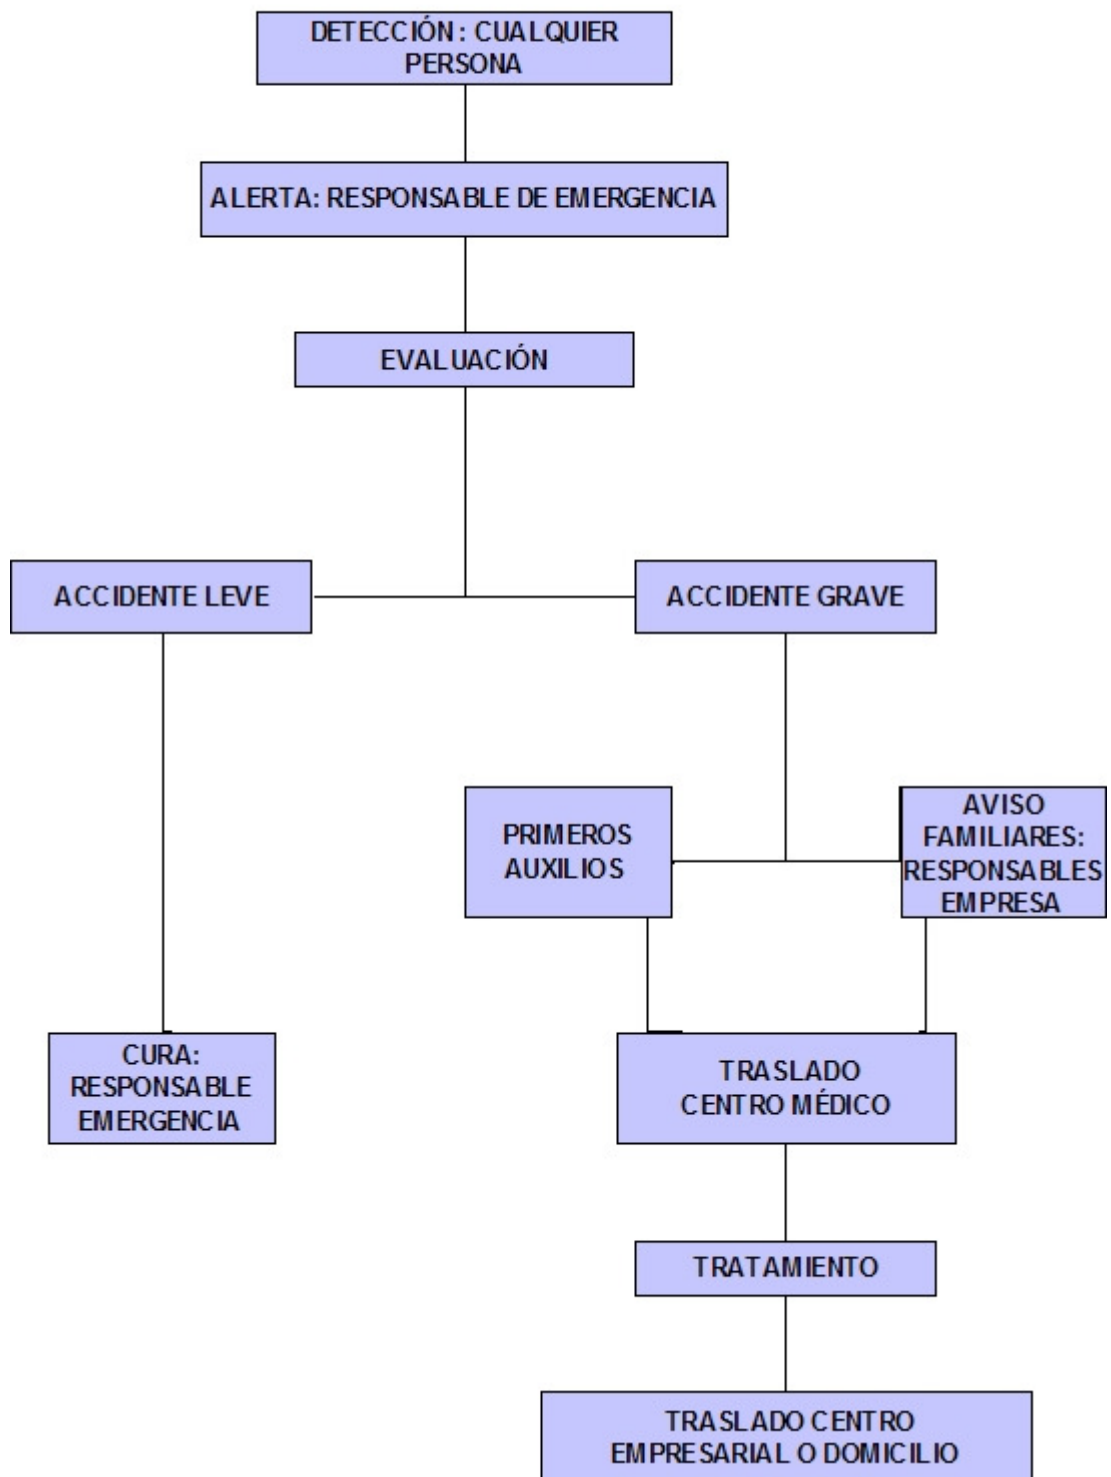 DETECCIÓN : CUALQUIER
PERSONA
ALERTA: RESPONSABLE DE EMERGENCIA
EVALUACIÓN
ACCIDENTE LEVE
ACCIDENTE GRAVE
PRIMEROS
AUXILIOS
AVISO
FAMILIARES:
RESPONSABLES
EMPRESA
CURA:
RESPONSABLE
EMERGENCIA
TRASLADO
CENTRO MÉDICO
TRATAMIENTO
TRASLADO CENTRO
EMPRESARIAL O DOMICILIO